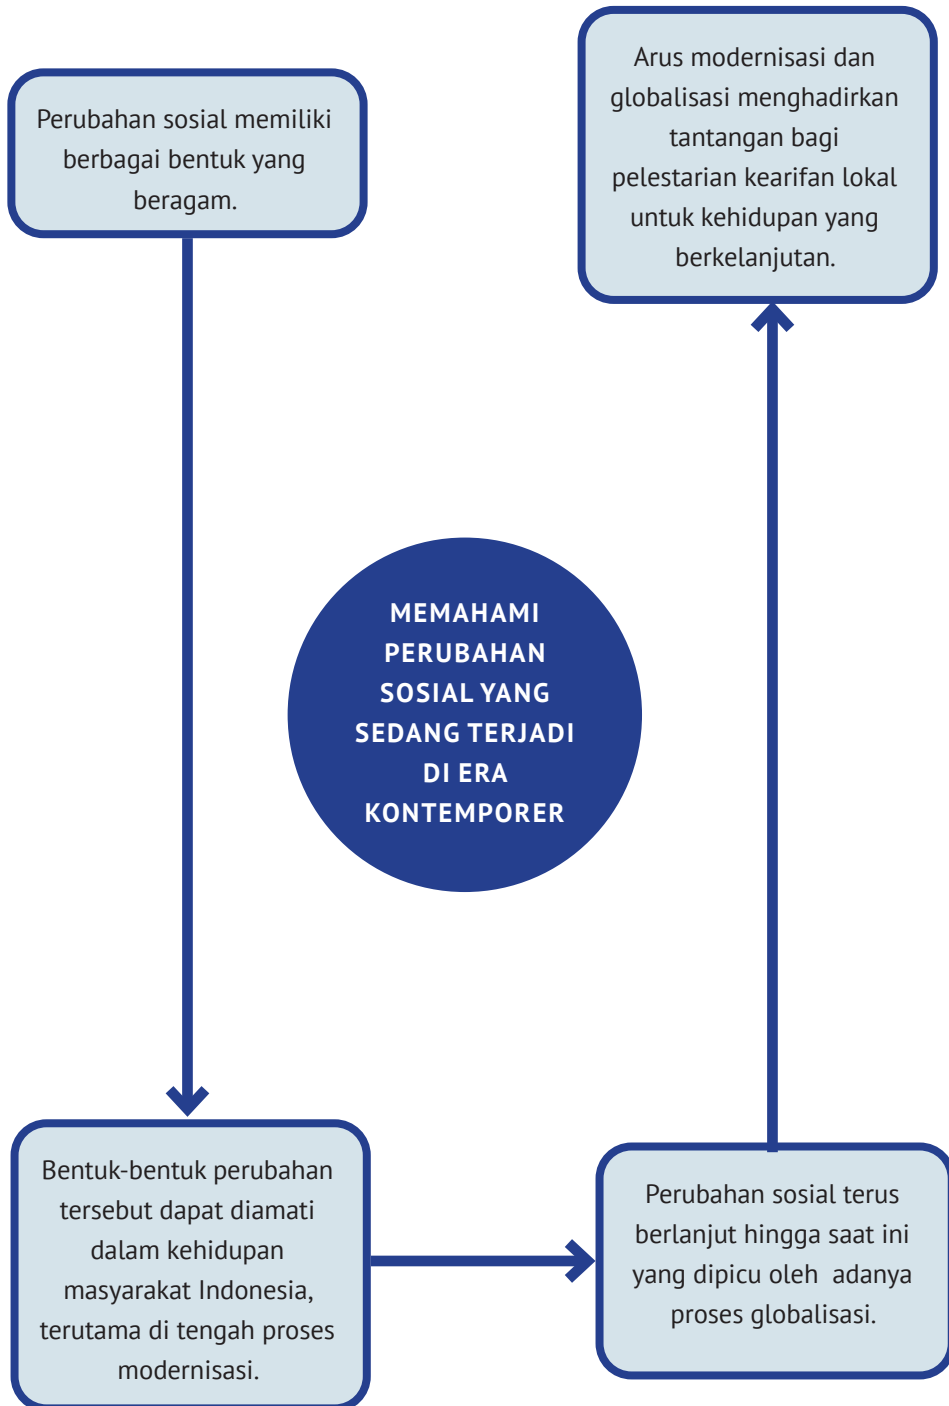 Perubahan sosial memiliki
berbagai bentuk yang
beragam.
Bentuk-bentuk perubahan
tersebut dapat diamati
dalam kehidupan
masyarakat Indonesia,
terutama di tengah proses
modernisasi.
Perubahan sosial terus
berlanjut hingga saat ini
yang dipicu oleh adanya
proses globalisasi.
Arus modernisasi dan
globalisasi menghadirkan
tantangan bagi
pelestarian kearifan lokal
untuk kehidupan yang
berkelanjutan.
MEMAHAMI
PERUBAHAN
SOSIAL YANG
SEDANG TERJADI
DI ERA
KONTEMPORER